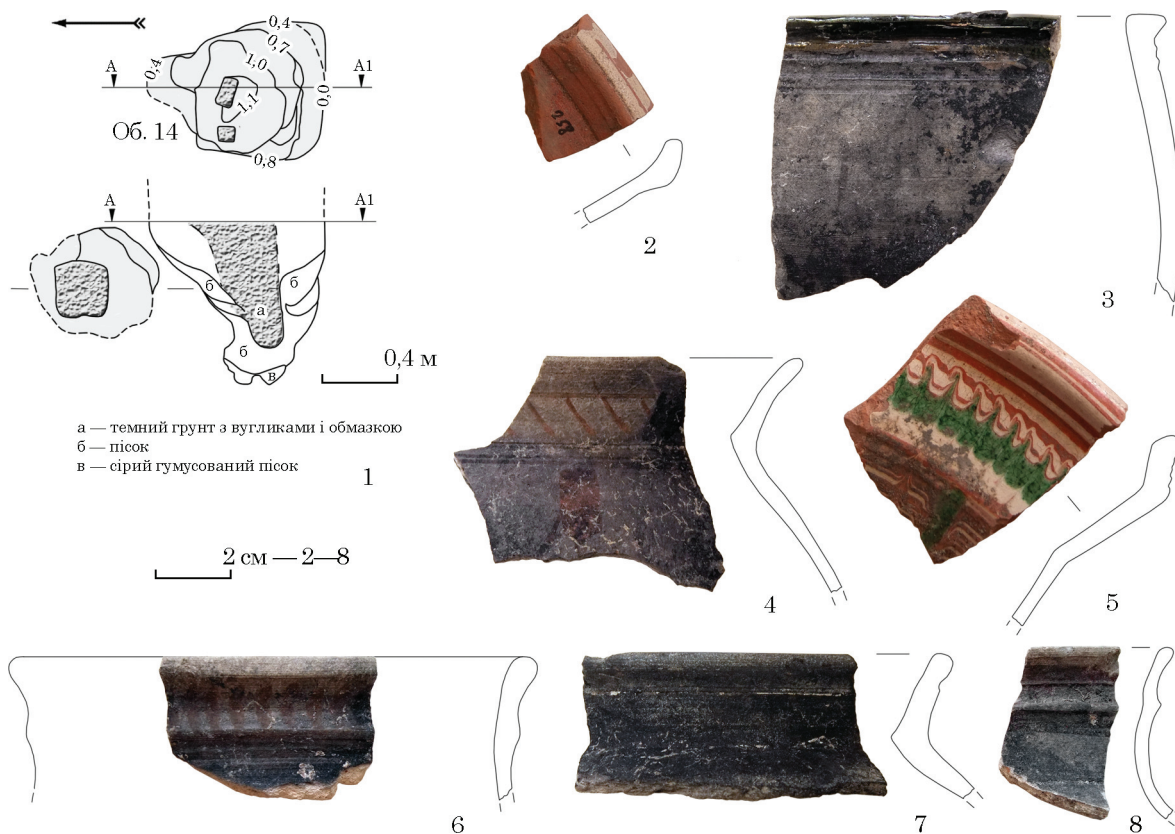 0,4
0,7
0,4
1,0
A
A1
0,0
1,1
Об. 14
0,8
A
A1
б
б
а
б
в
0,4 м
а — темний грунт з вугликами і обмазкою
б — пісок
в — сірий гумусований пісок
1
2 см — 2—8
2
3
4
5
6
7
8